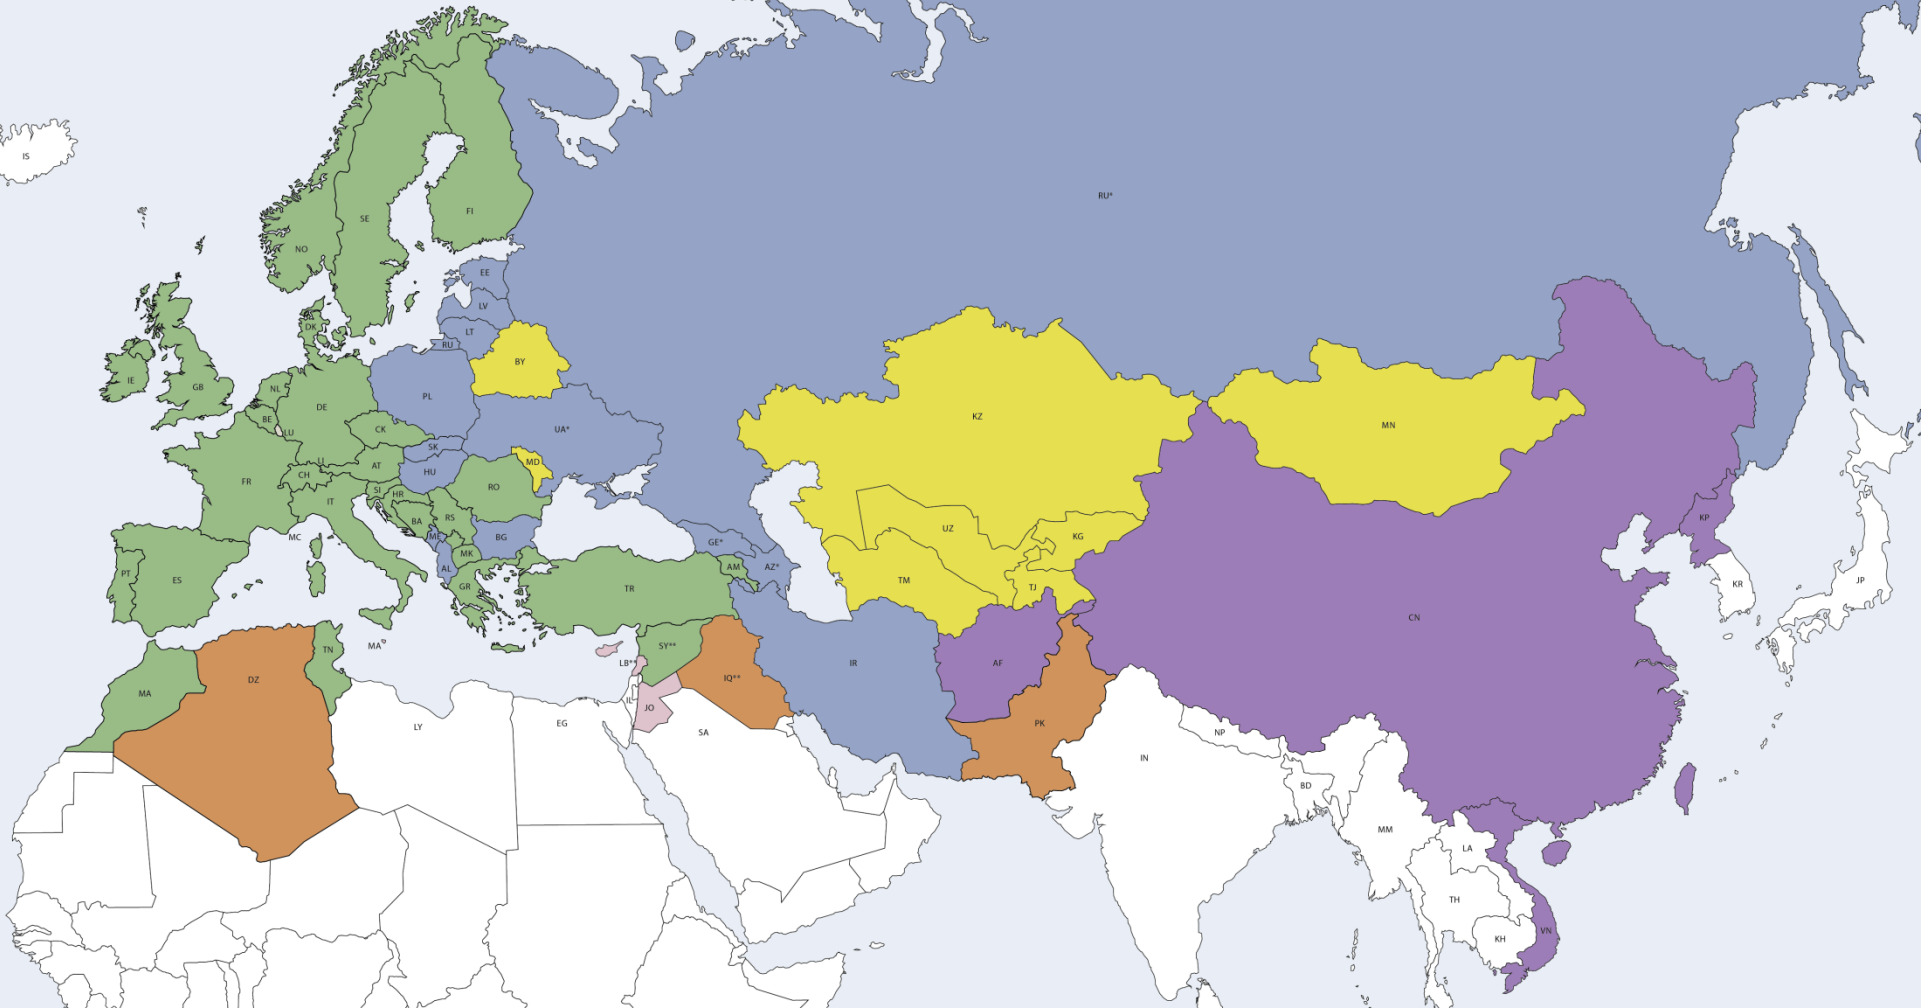 RU*
IS
FI
SE
NO
EE
LV
LT
DK
RU
BY
IE
GB
NL
PL
DE
BE
KZ
MN
CK
UA*
LU
SK
LI
MD
AT
HU
CH
FR
RO
SI
HR
IT
KP
RS
BA
UZ
MC
ME
BG
KG
GE*
MK
AM
AZ*
AL
PT
ES
TM
JP
KR
GR
TR
TJ
CN
MA
SY**
TN
LB**
IR
AF
IQ**
DZ
MA
IL
JO
PK
EG
LY
SA
NP
IN
BD
MM
LA
TH
VN
KH